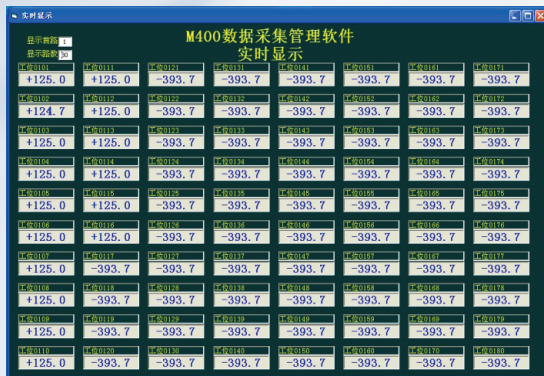 实时显示
M400数据采集管理软件
实时显示
显示首路 1
显示路数
工位0101 工位0111 工位0121 工位0131 工位0141 工位0151 工位0161 工位0171
+125.0 +125.0 -393.7 -393.7 -393.7 -393.7 -393.7 -393.7
工位0102 工位0112 工位0122 工位0132 工位0142 工位0152 工位0162 工位0172
+124.7 +125.0 -393.7 -393.7 -393.7 -393.7 -393.7 -393.7
工位0103 工位0113 工位0123 工位0133 工位0143 工位0153 工位0163 工位0173
+125.0 +125.0 -393.7 -393.7 -393.7 -393.7 -393.7 -393.7
工位0104 工位0114 工位0124 工位0134 工位0144 工位0154 工位0164 工位0174
+125.0 +125.0 -393.7 -393.7 -393.7 -393.7 -393.7 -393.7
工位0105 工位0115 工位0125 工位0135 工位0145 工位0155 工位0165 工位0175
+125.0 +125.0 -393.7 -393.7 -393.7 -393.7 -393.7 -393.7
工位0106 工位0116 工位0126 工位0136 工位0146 工位0156 工位0166 工位0176
+125.0 +125.0 -393.7 -393.7 -393.7 -393.7 -393.7 -393.7
工位0107 工位0117 工位0127 工位0137 工位0147 工位0157 工位0167 工位0177
+125.0 -393.7 -393.7 -393.7 -393.7 -393.7 -393.7 -393.7
工位0108 工位0118 工位0128 工位0138 工位0148 工位0158 工位0168 工位0178
+125.0 -393.7 -393.7 -393.7 -393.7 -393.7 -393.7 -393.7
工位0109 工位0119 工位0129 工位0139 工位0149 工位0159 工位0169 工位0179
+125.0 -393.7 -393.7 -393.7 -393.7 -393.7 -393.7 -393.7
工位0110 工位0120 工位0130 工位0140 工位0150 工位0160 工位0170 工位0180
+125.0 -393.7 -393.7 -393.7 -393.7 -393.7 -393.7 -393.7